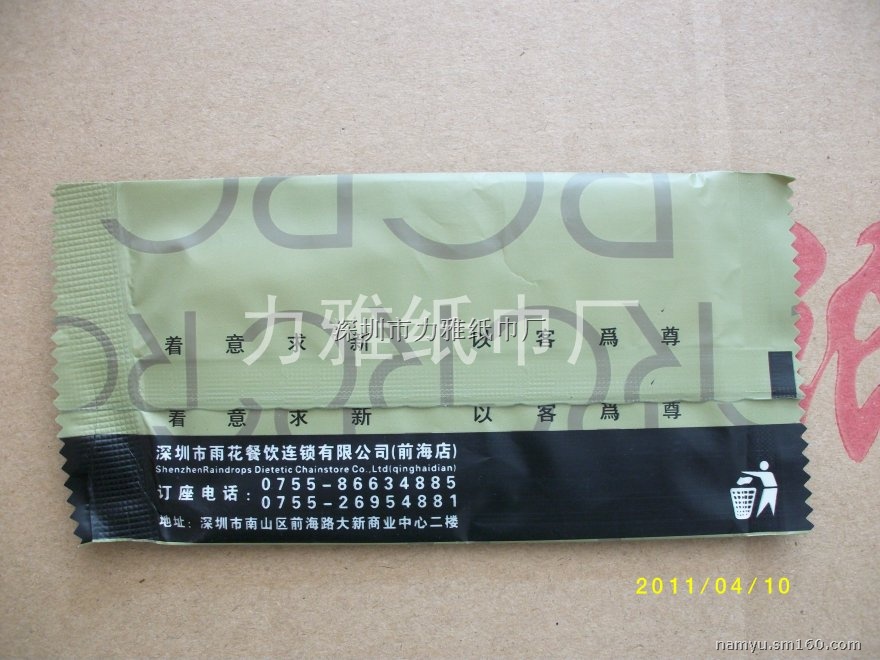 力雅纸巾厂
深圳市力雅纸巾厂
着意求新 以客爲尊
着意求新 以客爲尊
深圳市雨花餐饮连锁有限公司(前海店)
ShenzhenRaindrops Dietetic Chainstore Co.,Ltd(qinghaidian)
订座电话: 0755-86634885
0755-26954881
地址: 深圳市南山区前海路大新商业中心二楼
2011/04/10
namyu.sm160.com